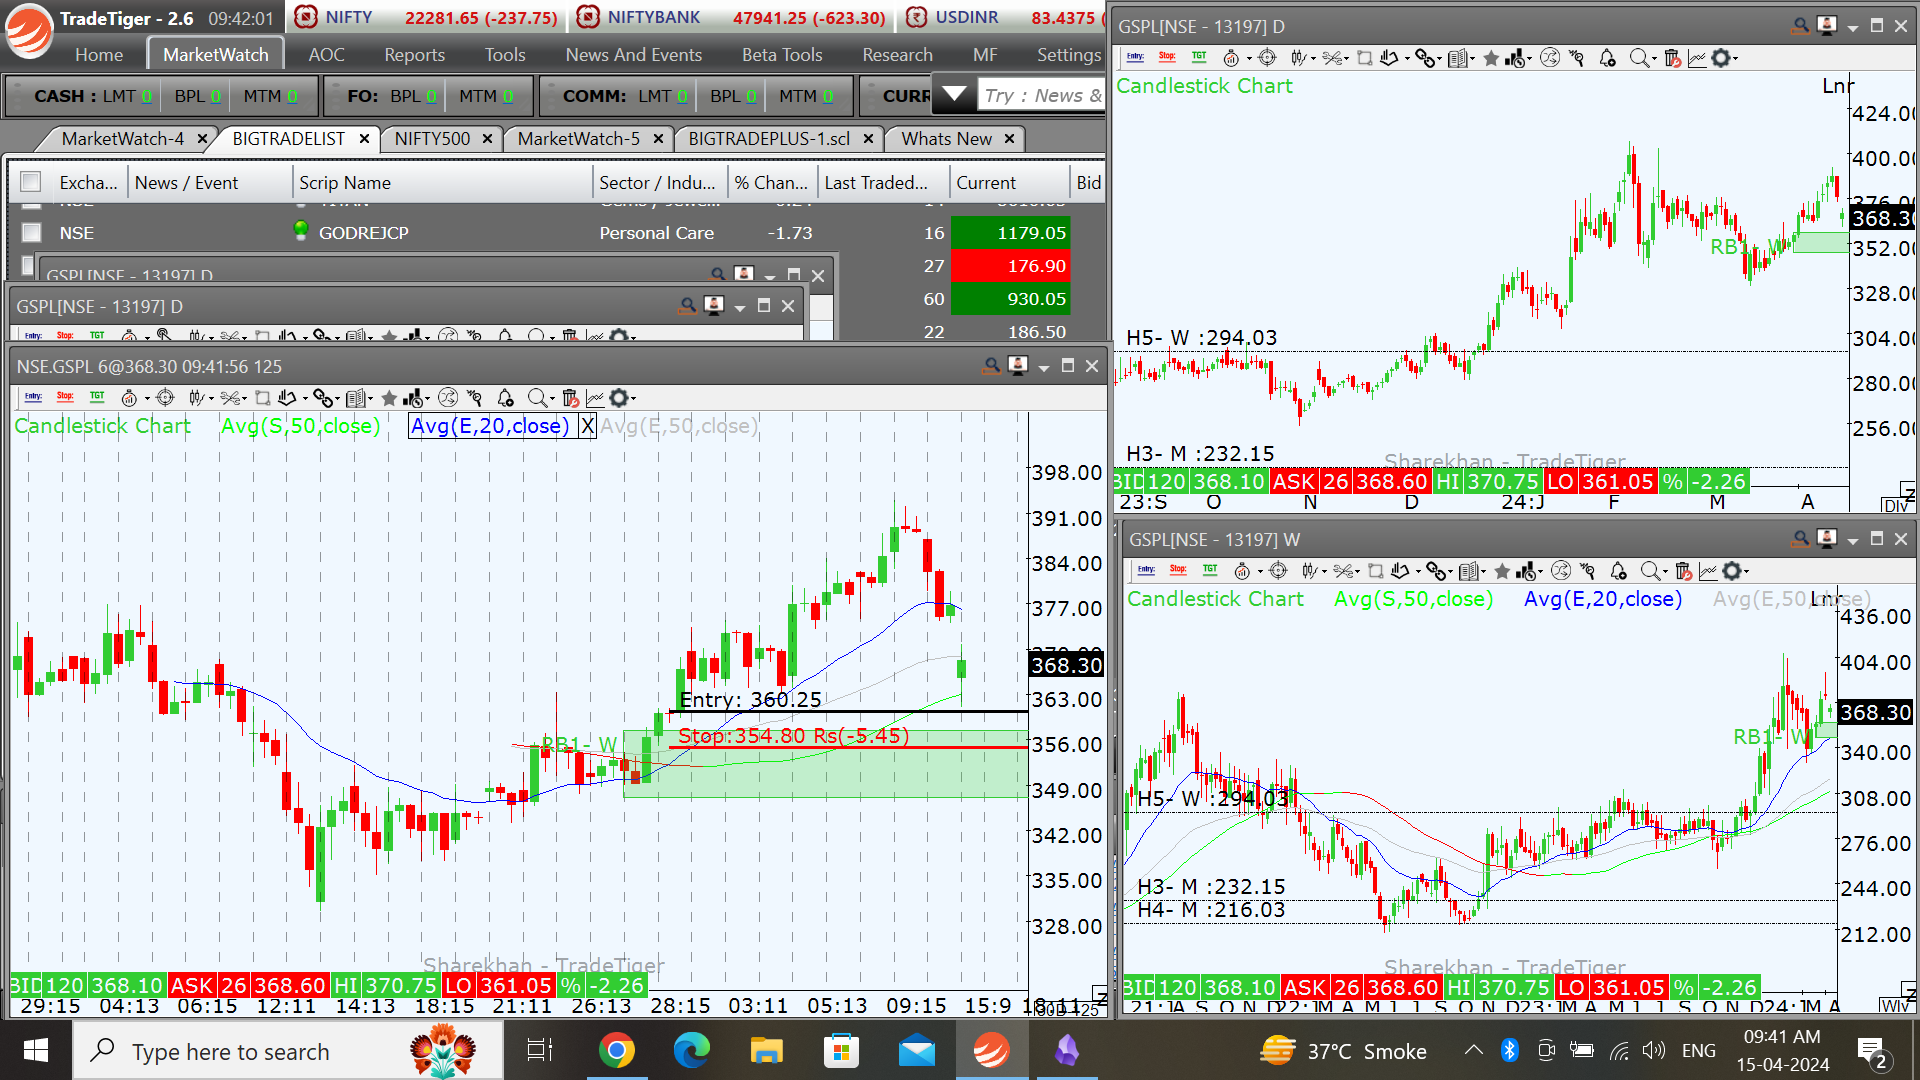 TradeTiger - 2.6 09:42:01
NIFTY 22281.65 (-237.75)
NIFTYBANK 47941.25 (-623.30)
USDINR 83.4375
Home MarketWatch AOC Reports Tools News And Events Beta Tools Research MF Settings
CASH : LMT 0 BPL 0 MTM 0
FO: BPL 0 MTM 0
COMM: LMT 0 BPL 0 MTM 0
Try : News &
MarketWatch-4 × BIGTRADELIST × NIFTY500 × MarketWatch-5 × BIGTRADEPLUS-1.scl × Whats New ×
Excha... News / Event Scrip Name Sector / Indu... % Chan... Last Traded... Current Bid
NSE GODREJCP Personal Care -1.73 16 1179.05
27 176.90
60 930.05
22 186.50
GSPL[NSE - 13197] D
GSPL[NSE - 13197] D
Entry: Stop: TGT
NSE.GSPL 6@368.30 09:41:56 125
Entry: Stop: TGT
Candlestick Chart Avg(S,50,close) Avg(E,20,close) X Avg(E,50,close)
398.00
391.00
384.00
377.00
368.30
363.00
356.00
349.00
342.00
335.00
328.00
Entry: 360.25
Stop:354.80 Rs(-5.45)
RB1- W
Sharekhan - TradeTiger
BID 120 368.10 ASK 26 368.60 HI 370.75 LO 361.05 % -2.26
29:15 04:13 06:15 12:11 14:13 18:15 21:11 26:13 28:15 03:11 05:13 09:15 15:9 18:11
GSPL[NSE - 13197] D
Entry: Stop: TGT
Candlestick Chart
Lnr
424.00
400.00
376.00
368.30
352.00
328.00
304.00
280.00
256.00
RB1- W
H5- W :294.03
H3- M :232.15
Sharekhan - TradeTiger
BID 120 368.10 ASK 26 368.60 HI 370.75 LO 361.05 % -2.26
23:S O N D 24:J F M A
GSPL[NSE - 13197] W
Entry: Stop: TGT
Candlestick Chart Avg(S,50,close) Avg(E,20,close) Avg(E,50,close)
Lnr
436.00
404.00
368.30
340.00
308.00
276.00
244.00
212.00
RB1- W
H5- W :294.03
H3- M :232.15
H4- M :216.03
Sharekhan - TradeTiger
BID 120 368.10 ASK 26 368.60 HI 370.75 LO 361.05 % -2.26
Type here to search
37°C Smoke
ENG
09:41 AM
15-04-2024
2